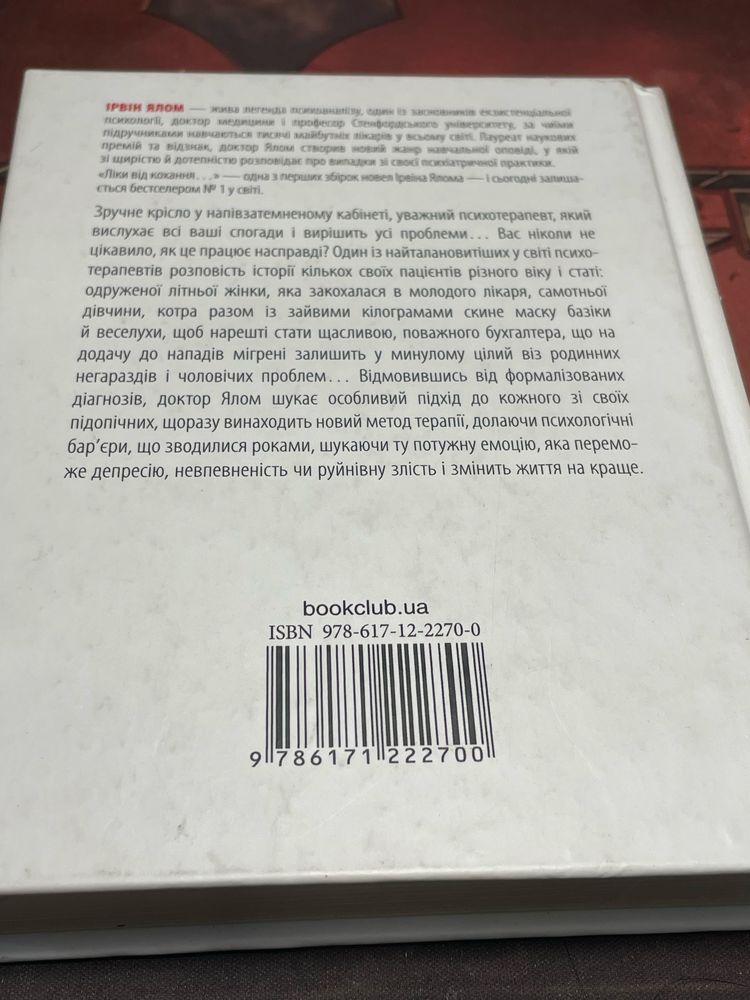 ІРВІН ЯЛОМ — жива легенда психоаналізу, один із засновників екзистенціальної
психології, доктор медицини і професор Стенфордського університету, за чиїми
підручниками навчаються тисячі майбутніх лікарів у всьому світі. Лауреат наукових
премій та відзнак, доктор Ялом створив новий жанр навчальної оповіді, у якій
зі щирістю й дотепністю розповідає про випадки зі своєї психіатричної практики.
«Ліки від кохання...» — одна з перших збірок новел Ірвіна Ялома — і сьогодні залиша-
ється бестселером № 1 у світі.
Зручне крісло у напівзатемненому кабінеті, уважний психотерапевт, який
вислухає всі ваші спогади і вирішить усі проблеми... Вас ніколи не
цікавило, як це працює насправді? Один із найталановитіших у світі психо-
терапевтів розповість історії кількох своїх пацієнтів різного віку і статі:
одруженої літньої жінки, яка закохалася в молодого лікаря, самотньої
дівчини, котра разом із зайвими кілограмами скине маску базіки
й веселухи, щоб нарешті стати щасливою, поважного бухгалтера, що на
додачу до нападів мігрені залишить у минулому цілий віз родинних
негараздів і чоловічих проблем... Відмовившись від формалізованих
діагнозів, доктор Ялом шукає особливий підхід до кожного зі своїх
підопічних, щоразу винаходить новий метод терапії, долаючи психологічні
бар’єри, що зводилися роками, шукаючи ту потужну емоцію, яка перемо-
же депресію, невпевненість чи руйнівну злість і змінить життя на краще.
bookclub.ua
ISBN 978-617-12-2270-0
9 786171 222700